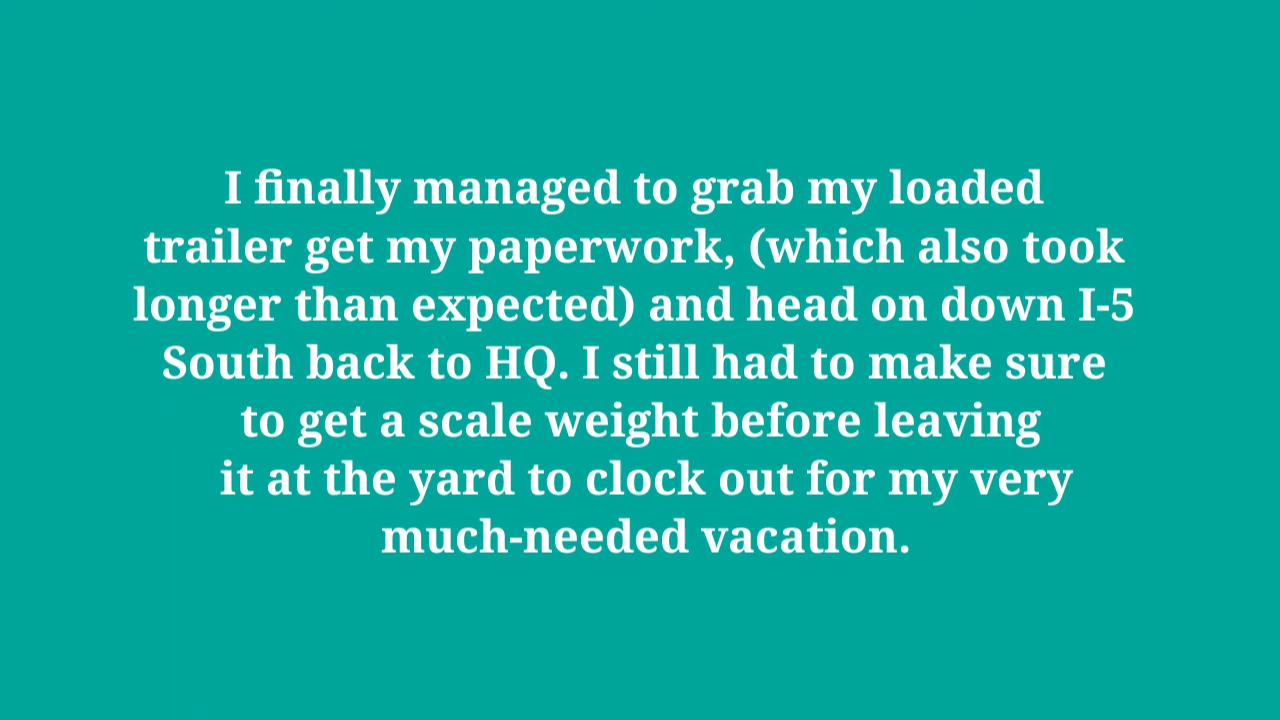 I finally managed to grab my loaded
trailer get my paperwork, (which also took
longer than expected) and head on down I-5
South back to HQ. I still had to make sure
to get a scale weight before leaving
it at the yard to clock out for my very
much-needed vacation.